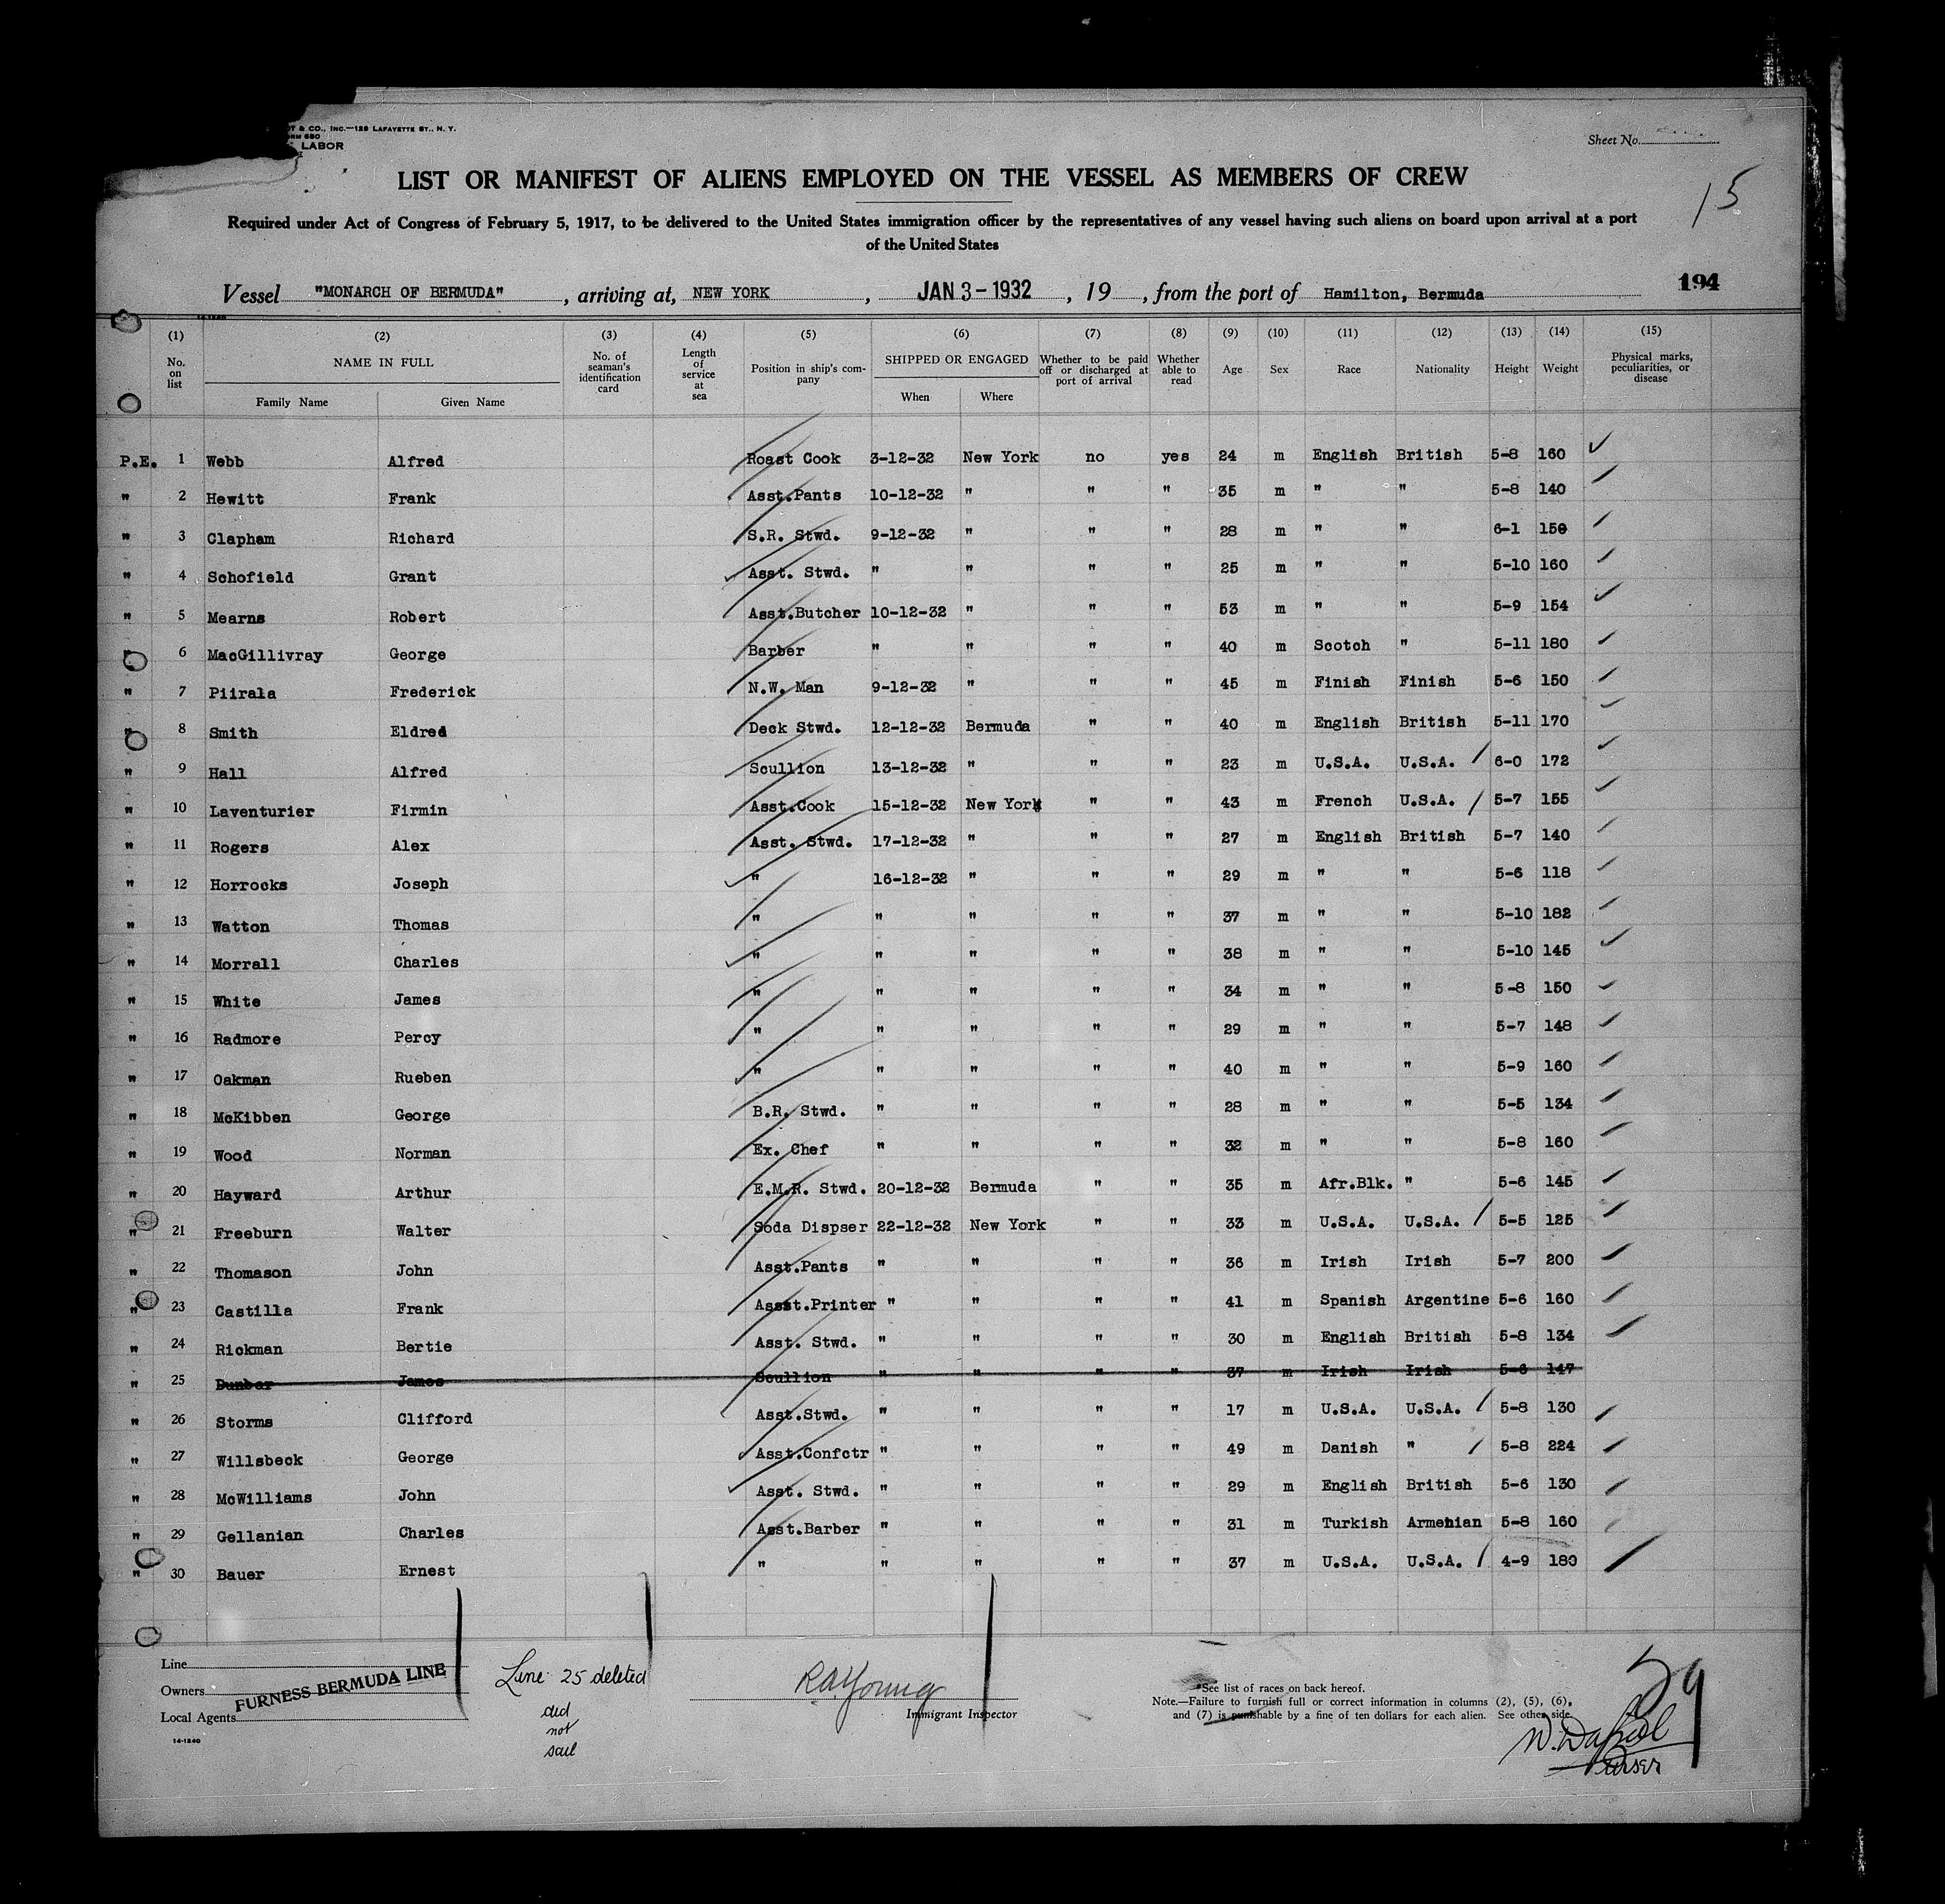 T & CO., INC.—129 LAFAYETTE ST., N. Y.
RM 680
LABOR
Sheet No.
LIST OR MANIFEST OF ALIENS EMPLOYED ON THE VESSEL AS MEMBERS OF CREW
15
Required under Act of Congress of February 5, 1917, to be delivered to the United States immigration officer by the representatives of any vessel having such aliens on board upon arrival at a port
of the United States
194
Vessel "MONARCH OF BERMUDA" , arriving at, NEW YORK , JAN 3-1932 , 19 , from the port of Hamilton, Bermuda
(1) (2) (3) (4) (5) (6) (7) (8) (9) (10) (11) (12) (13) (14) (15)
No. on list NAME IN FULL No. of seaman's identification card Length of service at sea Position in ship's company SHIPPED OR ENGAGED Whether to be paid off or discharged at port of arrival Whether able to read Age Sex Race Nationality Height Weight Physical marks, peculiarities, or disease
Family Name Given Name When Where
P.E. 1 Webb Alfred Roast Cook 3-12-32 New York no yes 24 m English British 5-8 160 ✓
" 2 Hewitt Frank Asst.Pants 10-12-32 " " " 35 m " " 5-8 140
" 3 Clapham Richard S.R. Stwd. 9-12-32 " " " 28 m " " 6-1 150
" 4 Schofield Grant Asst. Stwd. " " " " 25 m " " 5-10 160
" 5 Mearns Robert Asst.Butcher 10-12-32 " " " 53 m " " 5-9 154
" 6 MacGillivray George Barber " " " " 40 m Scotch " 5-11 180
" 7 Piirala Frederick N.W. Man 9-12-32 " " " 45 m Finish Finish 5-6 150
" 8 Smith Eldred Deck Stwd. 12-12-32 Bermuda " " 40 m English British 5-11 170
" 9 Hall Alfred Scullion 13-12-32 " " " 23 m U.S.A. U.S.A. 6-0 172
" 10 Laventurier Firmin Asst.Cook 15-12-32 New York " " 43 m French U.S.A. 5-7 155
" 11 Rogers Alex Asst. Stwd. 17-12-32 " " " 27 m English British 5-7 140
" 12 Horrocks Joseph " 16-12-32 " " " 29 m " " 5-6 118
" 13 Watton Thomas " " " " " 37 m " " 5-10 182
" 14 Morrall Charles " " " " " 38 m " " 5-10 145
" 15 White James " " " " " 34 m " " 5-8 150
" 16 Radmore Percy " " " " " 29 m " " 5-7 148
" 17 Oakman Rueben " " " " " 40 m " " 5-9 160
" 18 McKibben George B.R. Stwd. " " " " 28 m " " 5-5 134
" 19 Wood Norman Ex. Chef " " " " 32 m " " 5-8 160
" 20 Hayward Arthur E.M.R. Stwd. 20-12-32 Bermuda " " 35 m Afr.Blk. " 5-6 145
" 21 Freeburn Walter Soda Dispser 22-12-32 New York " " 33 m U.S.A. U.S.A. 5-5 125
" 22 Thomason John Asst.Pants " " " " 36 m Irish Irish 5-7 200
" 23 Castilla Frank Assst.Printer " " " " 41 m Spanish Argentine 5-6 160
" 24 Rickman Bertie Asst. Stwd. " " " " 30 m English British 5-8 134
" 25 Dunbar James Scullion " " " " 37 m Irish Irish 5-6 147
" 26 Storms Clifford Asst.Stwd. " " " " 17 m U.S.A. U.S.A. 5-8 130
" 27 Willsbeck George Asst.Confctr " " " " 49 m Danish " 5-8 224
" 28 McWilliams John Asst. Stwd. " " " " 29 m English British 5-6 130
" 29 Gellanian Charles Asst.Barber " " " " 31 m Turkish Armenian 5-8 160
" 30 Bauer Ernest " " " " " 37 m U.S.A. U.S.A. 4-9 180
Line
Owners FURNESS BERMUDA LINE
Local Agents
14-1240
Line 25 deleted
did
not
sail
R.A. Young
Immigrant Inspector
See list of races on back hereof.
Note.—Failure to furnish full or correct information in columns (2), (5), (6),
and (7) is punishable by a fine of ten dollars for each alien. See other side.
29
Purser